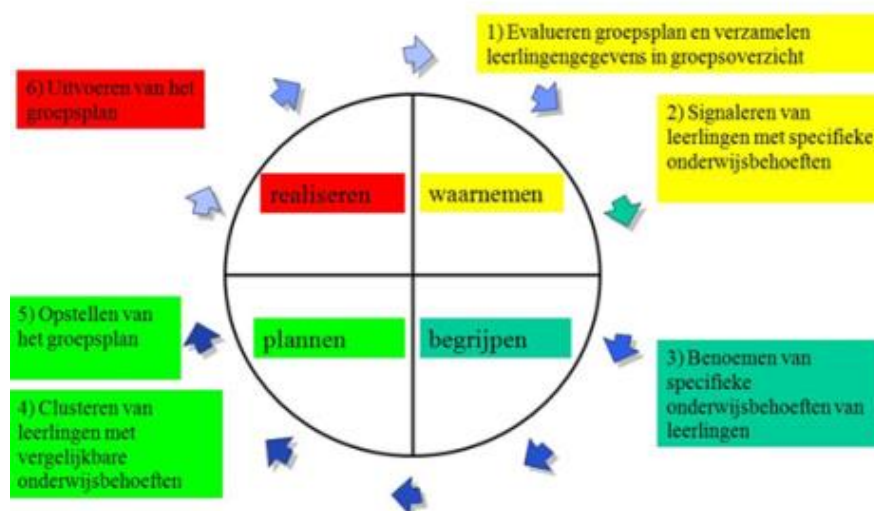 1) Evalueren groepsplan en verzamelen
leerlingengegevens in groepsoverzicht
2) Signaleren van
leerlingen met specifieke
onderwijsbehoeften
3) Benoemen van
specifieke
onderwijsbehoeften van
leerlingen
4) Clusteren van
leerlingen met
vergelijkbare
onderwijsbehoeften
5) Opstellen van
het groepsplan
6) Uitvoeren van het
groepsplan
realiseren
waarnemen
plannen
begrijpen